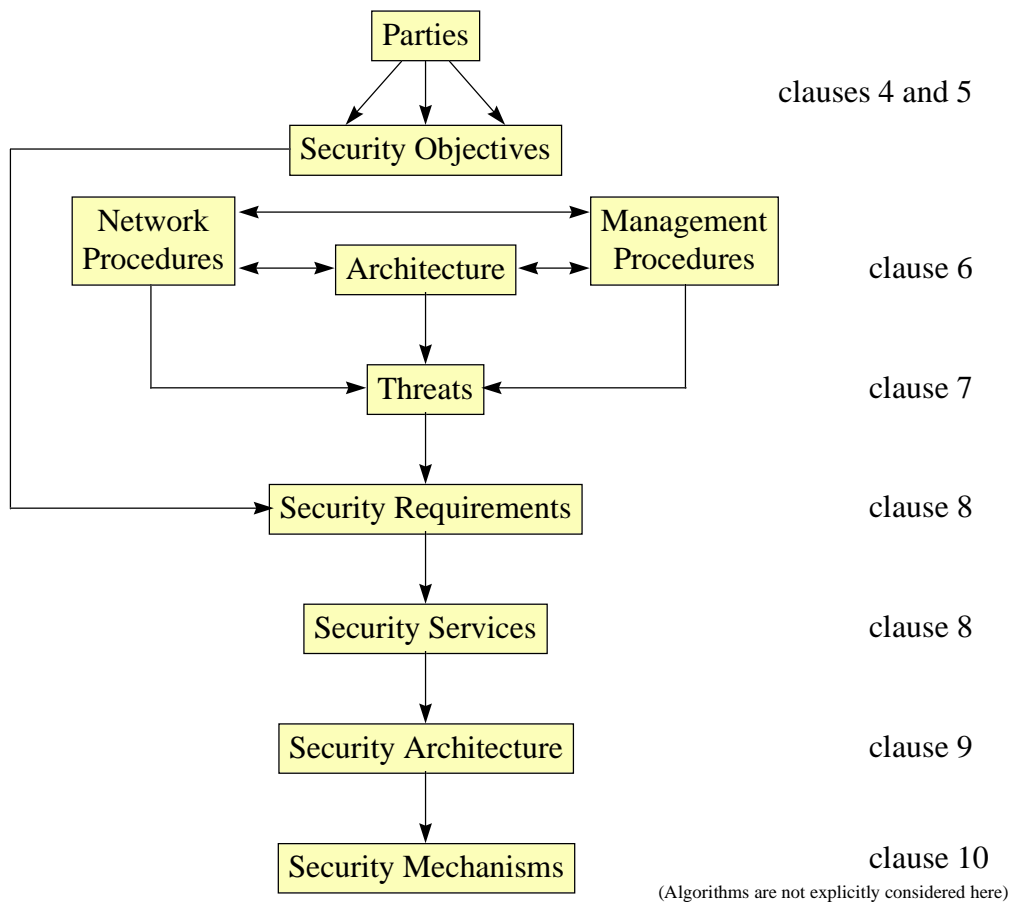 Parties
clauses 4 and 5
Security Objectives
Network
Procedures
Management
Procedures
Architecture
clause 6
Threats
clause 7
Security Requirements
clause 8
Security Services
clause 8
Security Architecture
clause 9
Security Mechanisms
clause 10
(Algorithms are not explicitly considered here)